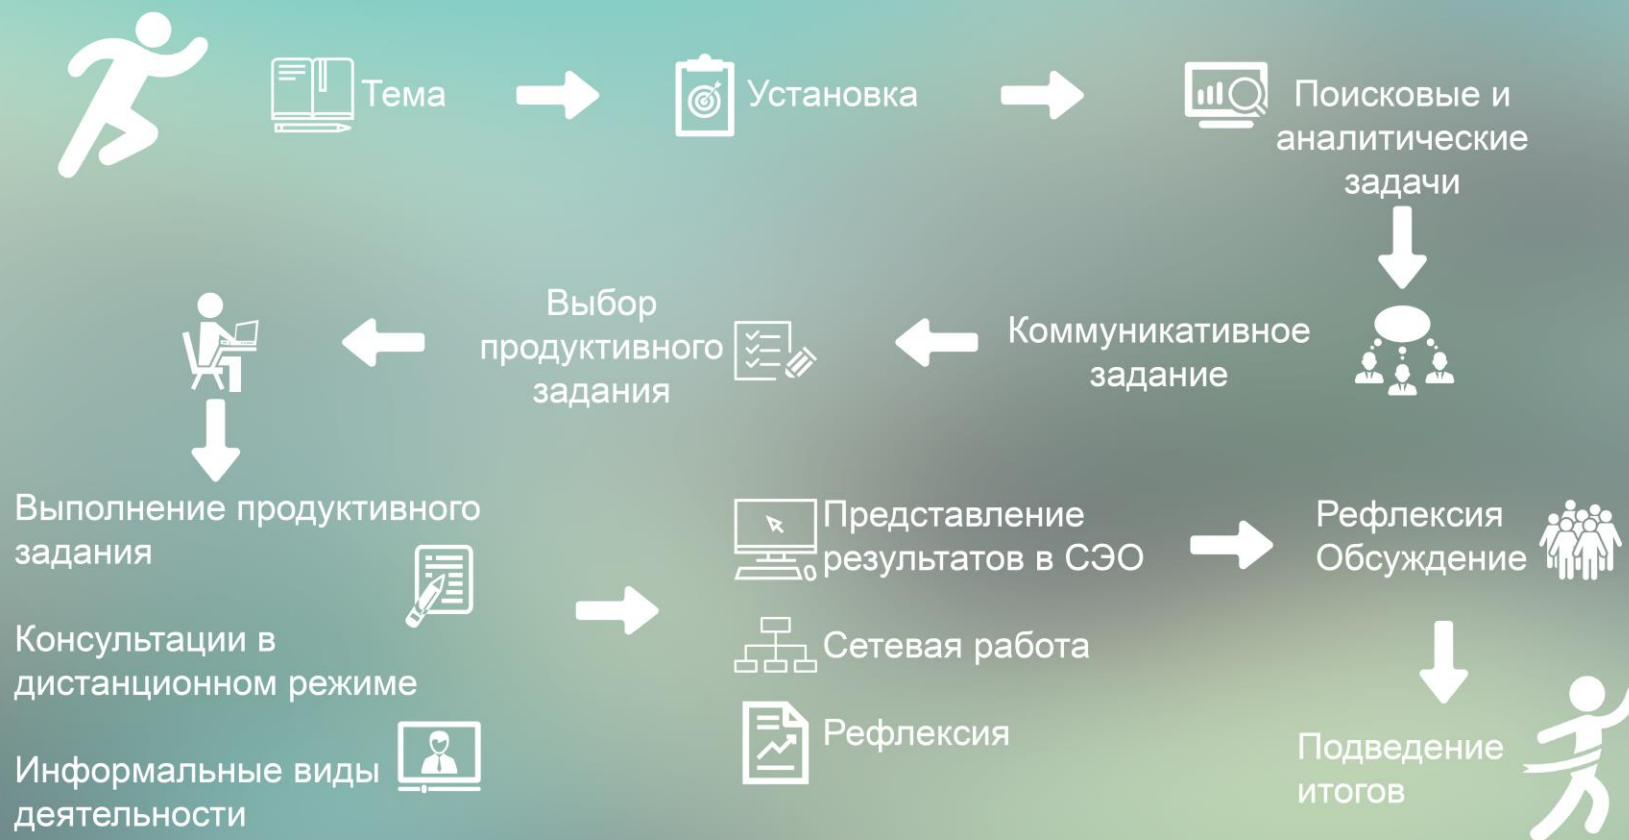 Тема
Установка
Поисковые и
аналитические
задачи
Коммуникативное
задание
Выбор
продуктивного
задания
Выполнение продуктивного
задания
Консультации в
дистанционном режиме
Информальные виды
деятельности
Представление
результатов в СЭО
Сетевая работа
Рефлексия
Рефлексия
Обсуждение
Подведение
итогов